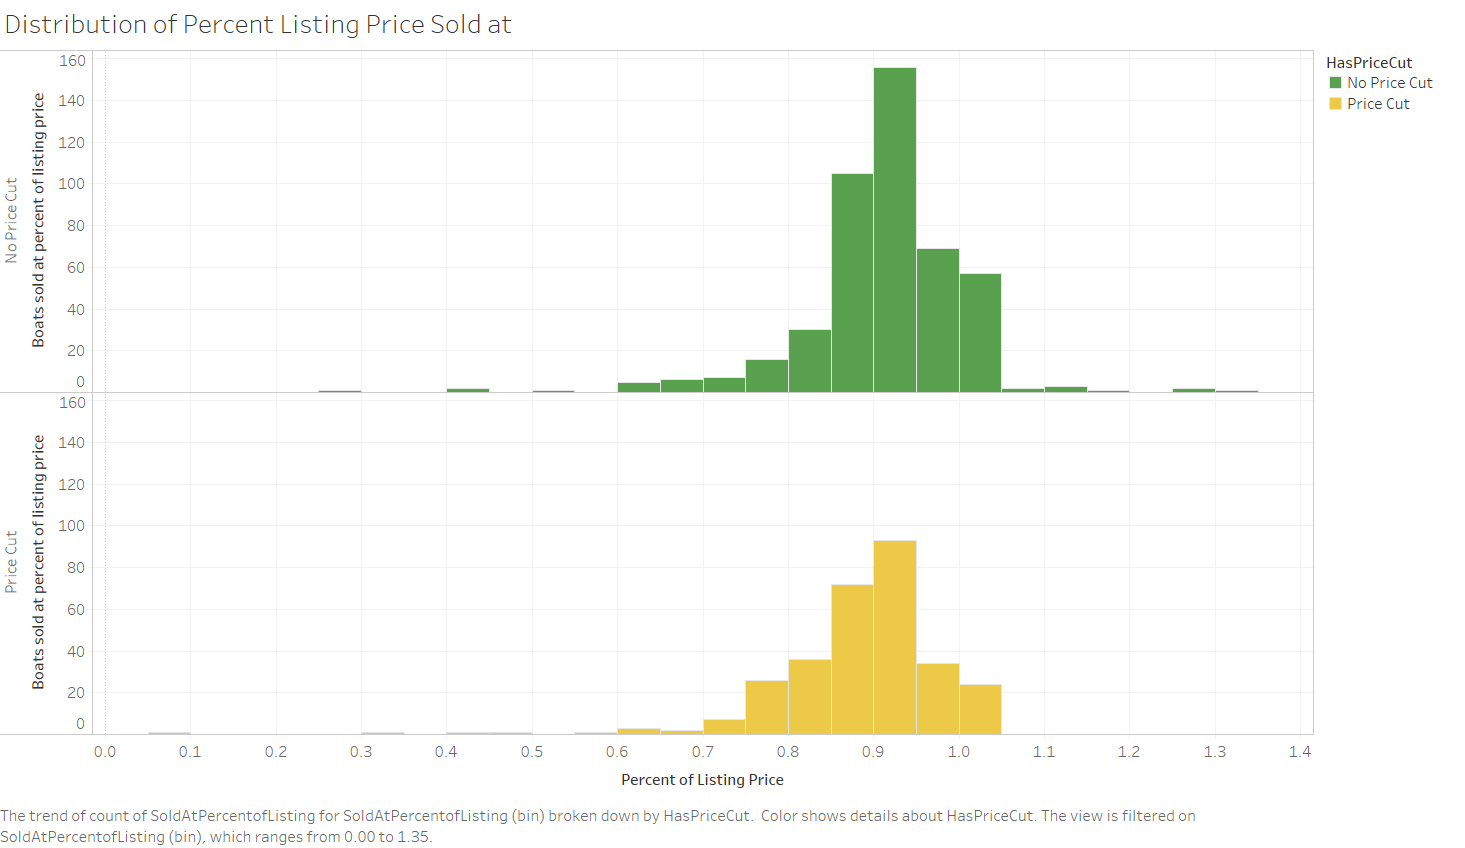 Distribution of Percent Listing Price Sold at
HasPriceCut
No Price Cut
Price Cut
No Price Cut
Boats sold at percent of listing price
160
140
120
100
80
60
40
20
0
Price Cut
Boats sold at percent of listing price
160
140
120
100
80
60
40
20
0
0.0 0.1 0.2 0.3 0.4 0.5 0.6 0.7 0.8 0.9 1.0 1.1 1.2 1.3 1.4
Percent of Listing Price
The trend of count of SoldAtPercentofListing for SoldAtPercentofListing (bin) broken down by HasPriceCut.  Color shows details about HasPriceCut. The view is filtered on
SoldAtPercentofListing (bin), which ranges from 0.00 to 1.35.